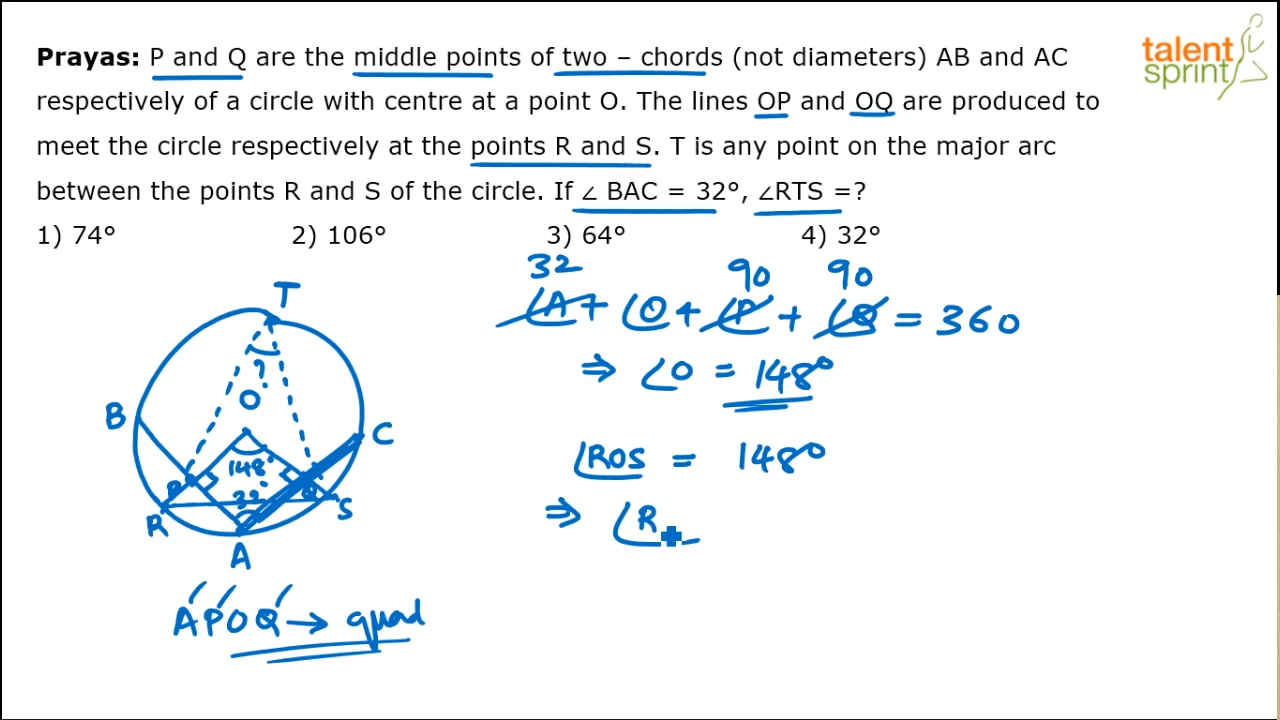 Prayas: P and Q are the middle points of two – chords (not diameters) AB and AC
respectively of a circle with centre at a point O. The lines OP and OQ are produced to
meet the circle respectively at the points R and S. T is any point on the major arc
between the points R and S of the circle. If ∠ BAC = 32°, ∠RTS =?
1) 74° 2) 106° 3) 64° 4) 32°
talent
sprint
32 90 90
∠A + ∠O + ∠P + ∠Q = 360
⇒ ∠O = 148°
∠ROS = 148°
⇒ ∠R
T
?
O
B
C
148°
P
32°
Q
R
S
A
APOQ → quad